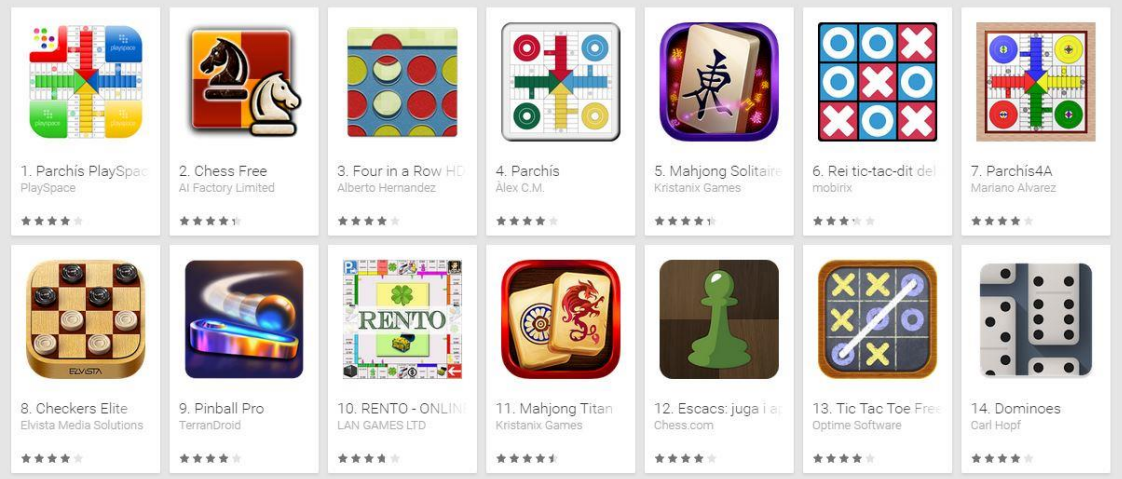 playspace
playspace
playspace
1. Parchís PlaySpac
PlaySpace
2. Chess Free
AI Factory Limited
3. Four in a Row HD
Alberto Hernandez
4. Parchís
Àlex C.M.
東
5. Mahjong Solitaire
Kristanix Games
6. Rei tic-tac-dit del
mobirix
7. Parchís4A
Mariano Alvarez
ELVISTA
8. Checkers Elite
Elvista Media Solutions
9. Pinball Pro
TerranDroid
RENTO
10. RENTO - ONLIN
LAN GAMES LTD
11. Mahjong Titan
Kristanix Games
12. Escacs: juga i ap
Chess.com
13. Tic Tac Toe Free
Optime Software
14. Dominoes
Carl Hopf